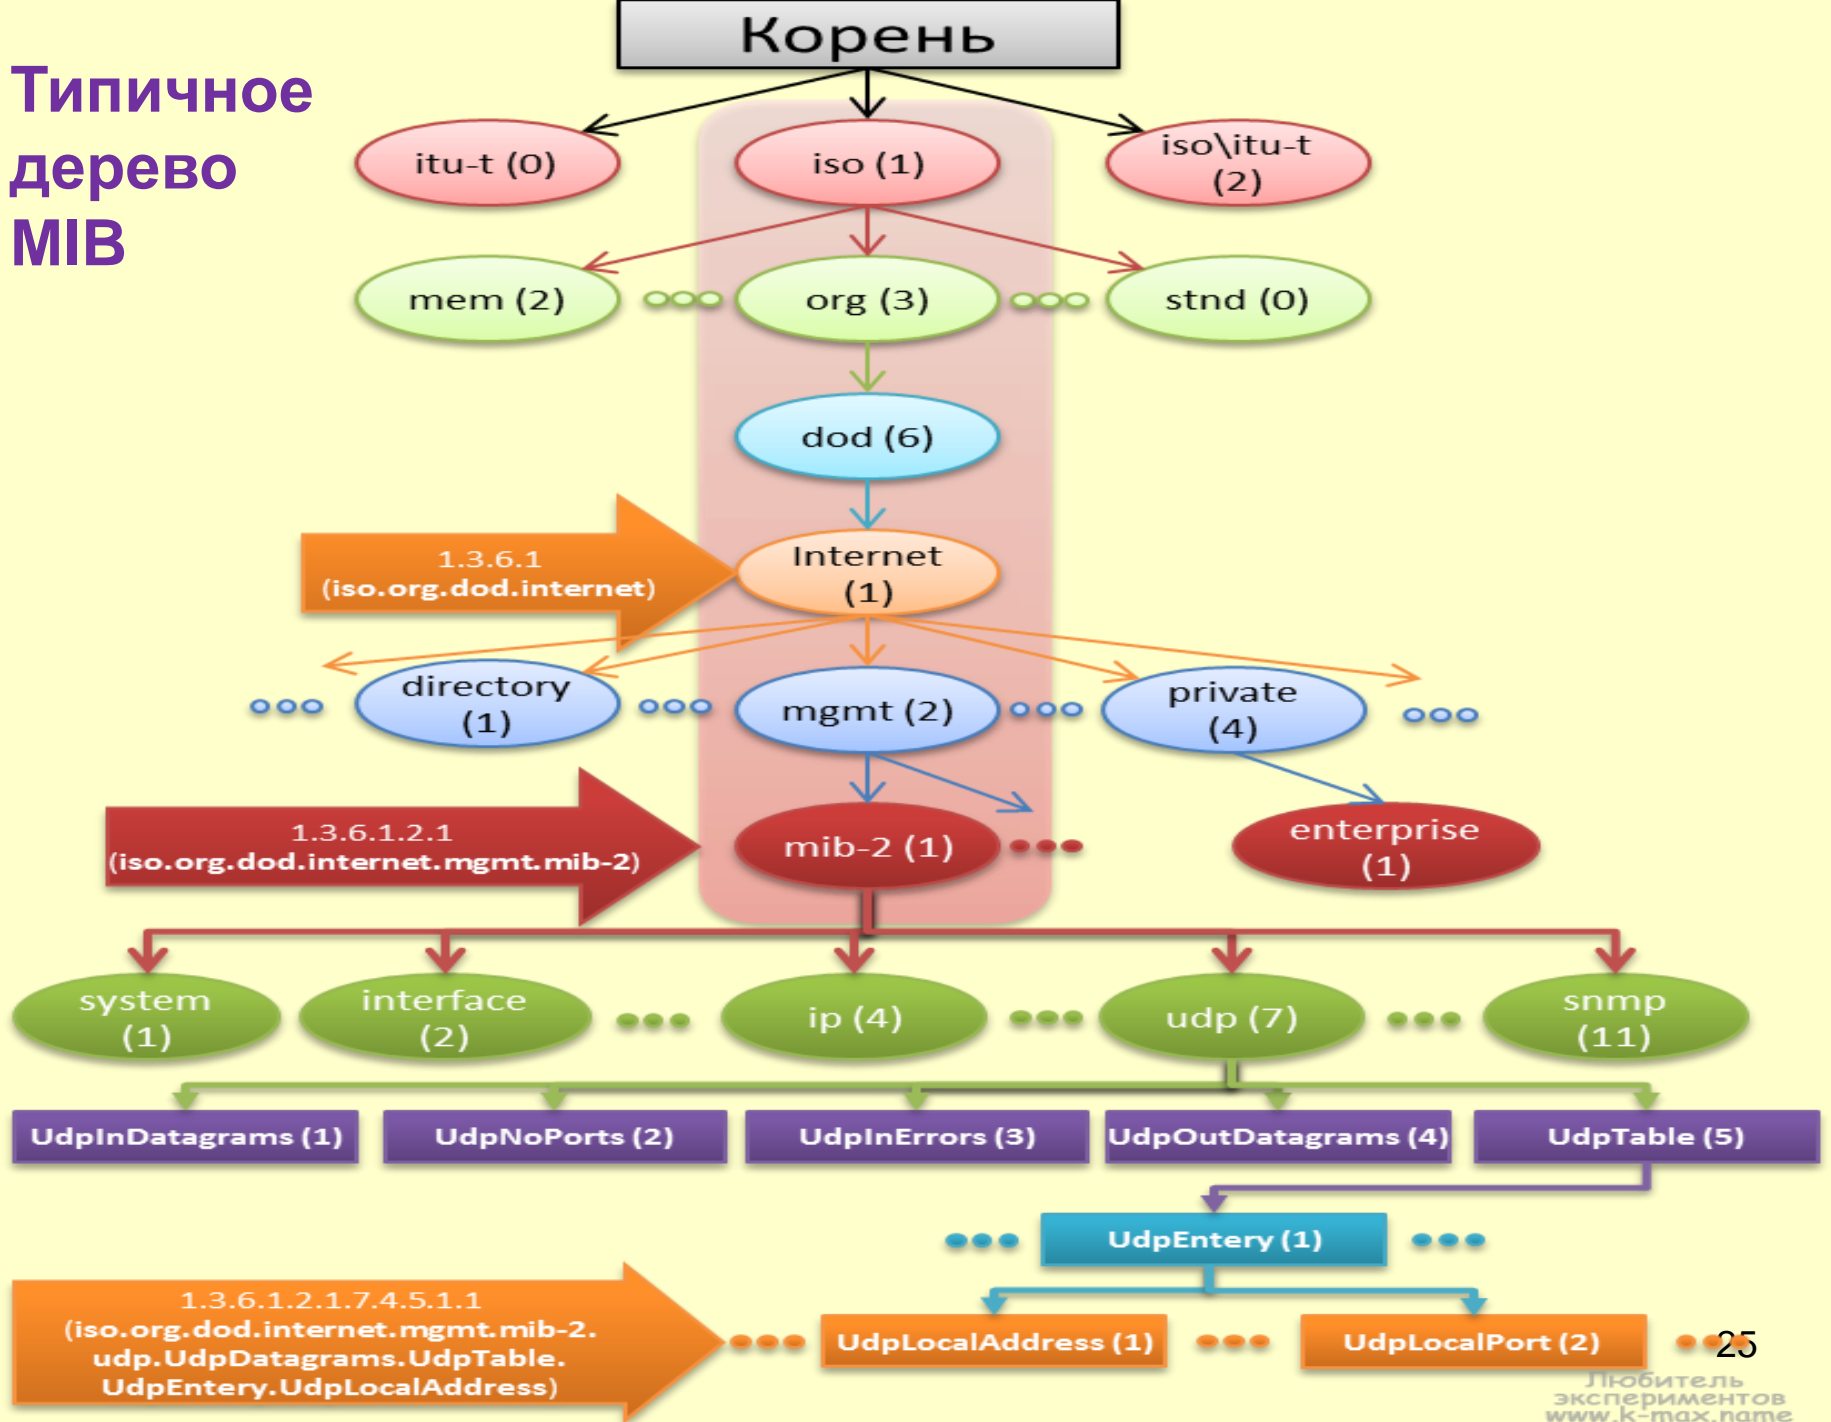 Корень
Типичное
дерево
MIB
itu-t (0)
iso (1)
iso\itu-t
(2)
mem (2)
org (3)
stnd (0)
dod (6)
1.3.6.1
(iso.org.dod.internet)
Internet
(1)
directory
(1)
mgmt (2)
private
(4)
1.3.6.1.2.1
(iso.org.dod.internet.mgmt.mib-2)
mib-2 (1)
enterprise
(1)
system
(1)
interface
(2)
ip (4)
udp (7)
snmp
(11)
UdpInDatagrams (1)
UdpNoPorts (2)
UdpInErrors (3)
UdpOutDatagrams (4)
UdpTable (5)
UdpEntery (1)
1.3.6.1.2.1.7.4.5.1.1
(iso.org.dod.internet.mgmt.mib-2.
udp.UdpDatagrams.UdpTable.
UdpEntery.UdpLocalAddress)
UdpLocalAddress (1)
UdpLocalPort (2)
25
Любитель
экспериментов
www.k-max.name